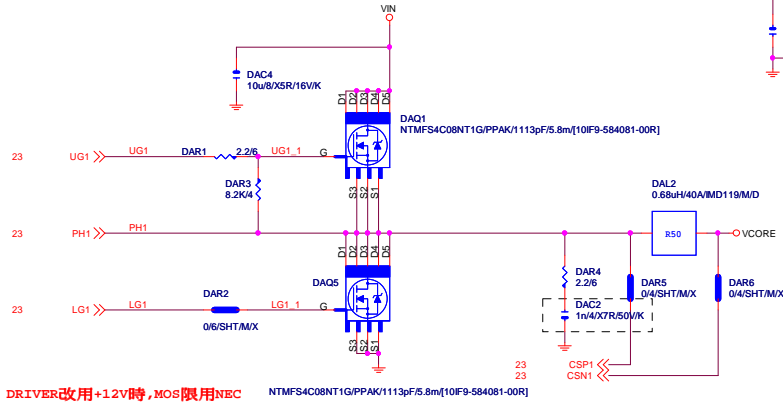 VIN
DAC4
10u/8/X5R/16V/K
D1 D2 D3 D4 D5
DAQ1
NTMFS4C08NT1G/PPAK/1113pF/5.8m/[10IF9-584081-00R]
23 UG1 UG1 DAR1 2.2/6 UG1_1 G
DAR3
8.2K/4
S3 S2 S1
DAL2
0.68uH/40A/IMD119/M/D
23 PH1 PH1
R50
VCORE
D1 D2 D3 D4 D5
DAQ5
DAR2
23 LG1 LG1 LG1_1 G
0/6/SHT/M/X
S3 S2 S1
DAR4
2.2/6
DAR5
0/4/SHT/M/X
DAR6
0/4/SHT/M/X
DAC2
1n/4/X7R/50V/K
23 CSP1
23 CSN1
DRIVER改用+12V時,MOS限用NEC
NTMFS4C08NT1G/PPAK/1113pF/5.8m/[10IF9-584081-00R]